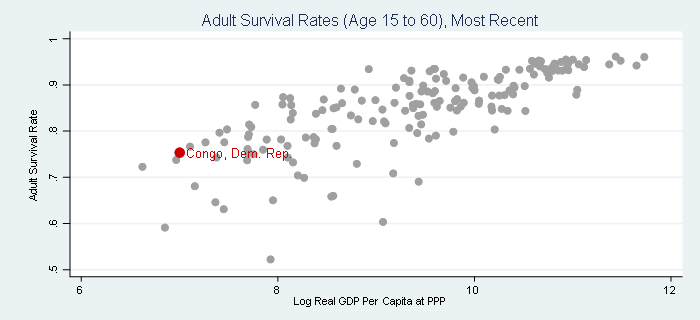 Adult Survival Rates (Age 15 to 60), Most Recent
Adult Survival Rate
1
.9
.8
.7
.6
.5
Congo, Dem. Rep.
6
8
10
12
Log Real GDP Per Capita at PPP